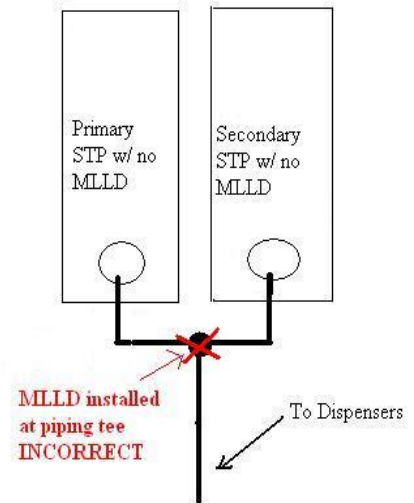 Primary
STP w/ no
MLLD
Secondary
STP w/ no
MLLD
MLLD installed
at piping tee
INCORRECT
To Dispensers